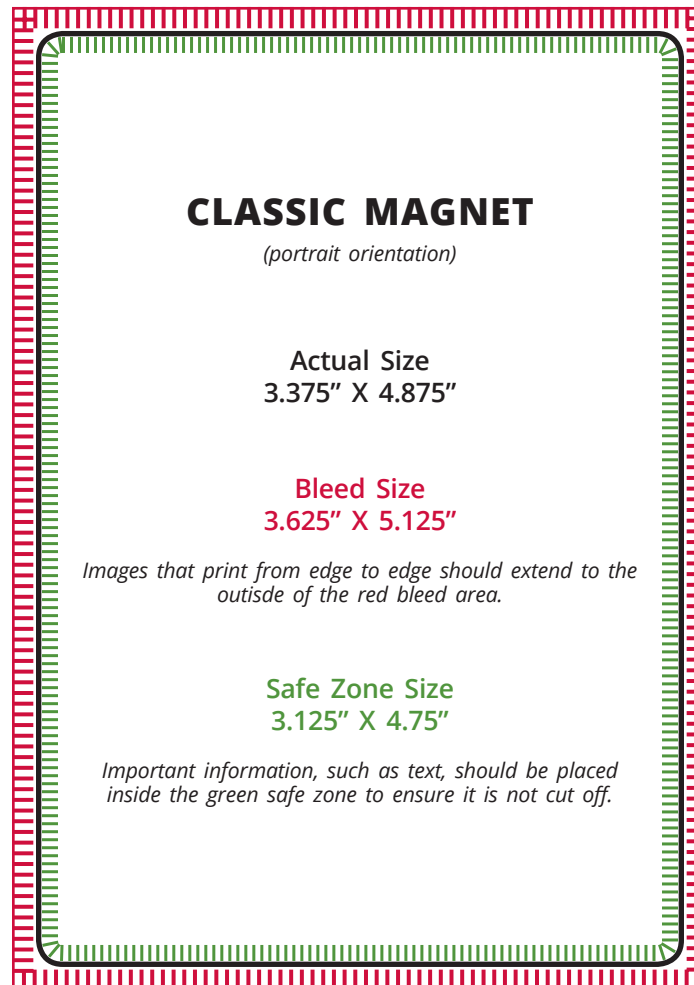 CLASSIC MAGNET
(portrait orientation)
Actual Size
3.375” X 4.875”
Bleed Size
3.625” X 5.125”
Images that print from edge to edge should extend to the
outisde of the red bleed area.
Safe Zone Size
3.125” X 4.75”
Important information, such as text, should be placed
inside the green safe zone to ensure it is not cut off.